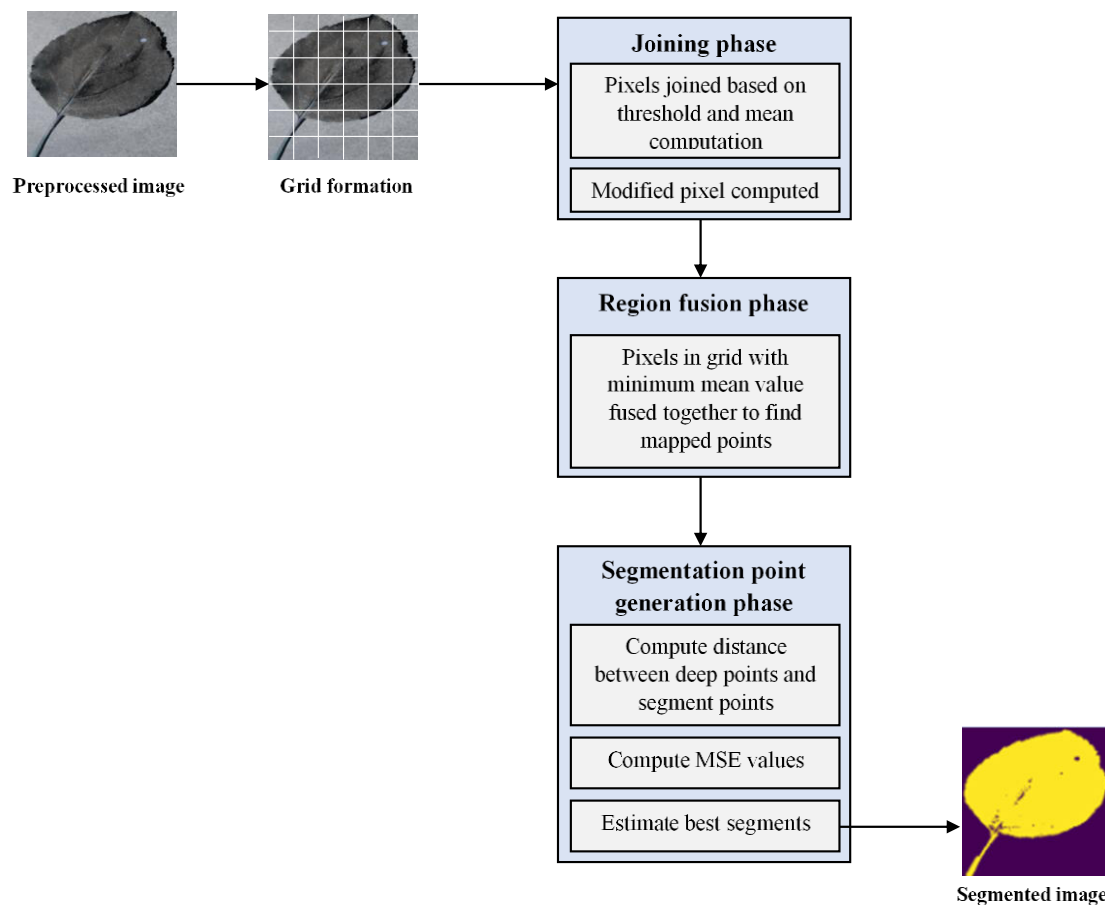 Preprocessed image
Grid formation
Joining phase
Pixels joined based on
threshold and mean
computation
Modified pixel computed
Region fusion phase
Pixels in grid with
minimum mean value
fused together to find
mapped points
Segmentation point
generation phase
Compute distance
between deep points and
segment points
Compute MSE values
Estimate best segments
Segmented image